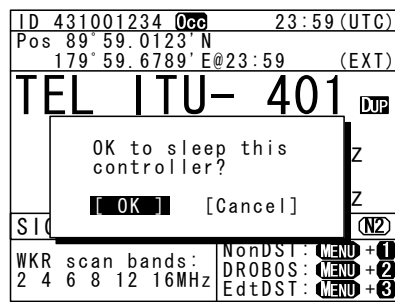 ID 431001234 Occ 23:59(UTC)
Pos 89°59.0123'N
179°59.6789'E@23:59 (EXT)
TEL ITU– 401 DUP
OK to sleep this
controller?
Z
[ OK ] [Cancel]
Z
SI N2
WKR scan bands:
2 4 6 8 12 16MHz
NonDST: MENU +1
DROBOS: MENU +2
EdtDST: MENU +3